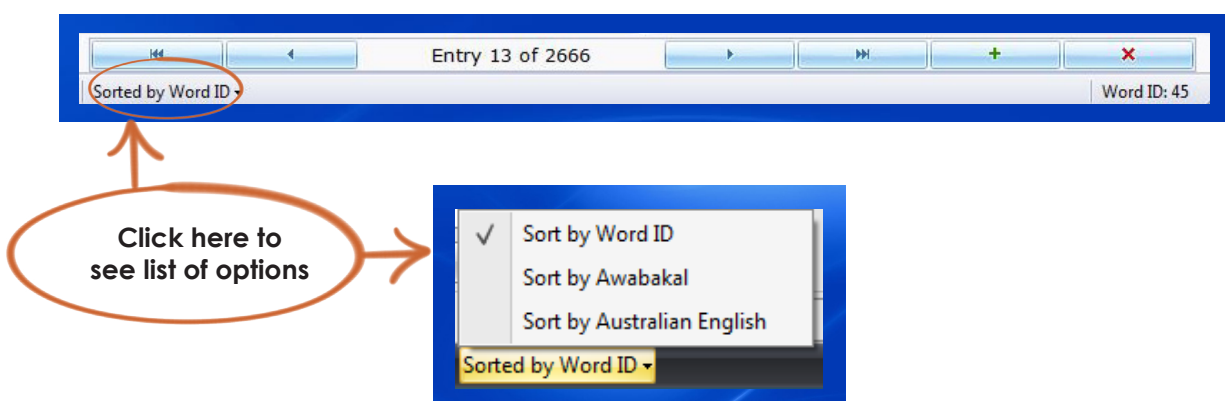 Entry 13 of 2666
Sorted by Word ID
Word ID: 45
Click here to
see list of options
Sort by Word ID
Sort by Awabakal
Sort by Australian English
Sorted by Word ID